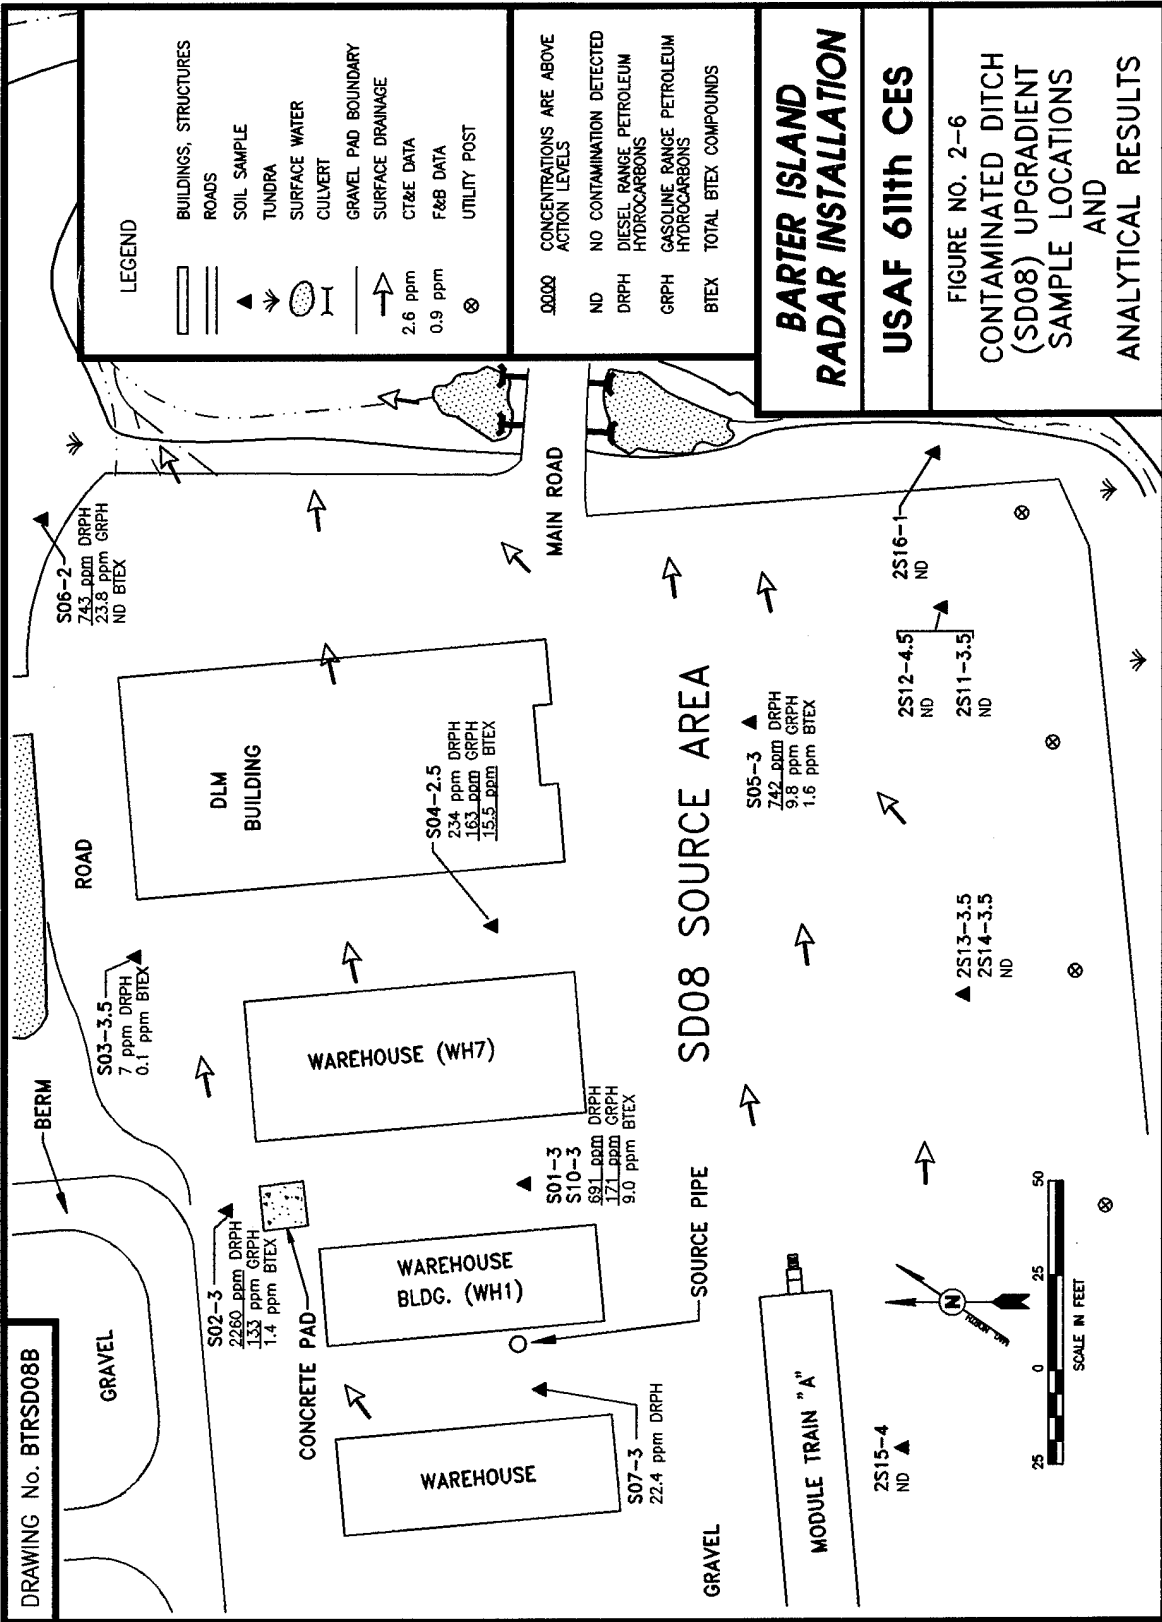 DRAWING No. BTRSD08B
GRAVEL
BERM
ROAD
S06-2
743 ppm DRPH
23.8 ppm GRPH
ND BTEX
S03-3.5
7 ppm DRPH
0.1 ppm BTEX
S02-3
2260 ppm DRPH
133 ppm GRPH
1.4 ppm BTEX
CONCRETE PAD
DLM
BUILDING
WAREHOUSE (WH7)
WAREHOUSE
BLDG. (WH1)
WAREHOUSE
S04-2.5
234 ppm DRPH
163 ppm GRPH
15.5 ppm BTEX
S01-3
S10-3
691 ppm DRPH
171 ppm GRPH
9.0 ppm BTEX
S07-3
22.4 ppm DRPH
SOURCE PIPE
MAIN ROAD
SD08 SOURCE AREA
S05-3
742 ppm DRPH
9.8 ppm GRPH
1.6 ppm BTEX
GRAVEL
MODULE TRAIN "A"
2S16-1
ND
2S12-4.5
ND
2S11-3.5
ND
2S13-3.5
2S14-3.5
ND
2S15-4
ND
N
25 0 25 50
SCALE IN FEET
LEGEND
BUILDINGS, STRUCTURES
ROADS
SOIL SAMPLE
TUNDRA
SURFACE WATER
CULVERT
GRAVEL PAD BOUNDARY
SURFACE DRAINAGE
2.6 ppm CT&E DATA
0.9 ppm F&B DATA
UTILITY POST
0000 CONCENTRATIONS ARE ABOVE
ACTION LEVELS
ND NO CONTAMINATION DETECTED
DRPH DIESEL RANGE PETROLEUM
HYDROCARBONS
GRPH GASOLINE RANGE PETROLEUM
HYDROCARBONS
BTEX TOTAL BTEX COMPOUNDS
BARTER ISLAND
RADAR INSTALLATION
USAF 611th CES
FIGURE NO. 2-6
CONTAMINATED DITCH
(SD08) UPGRADIENT
SAMPLE LOCATIONS
AND
ANALYTICAL RESULTS